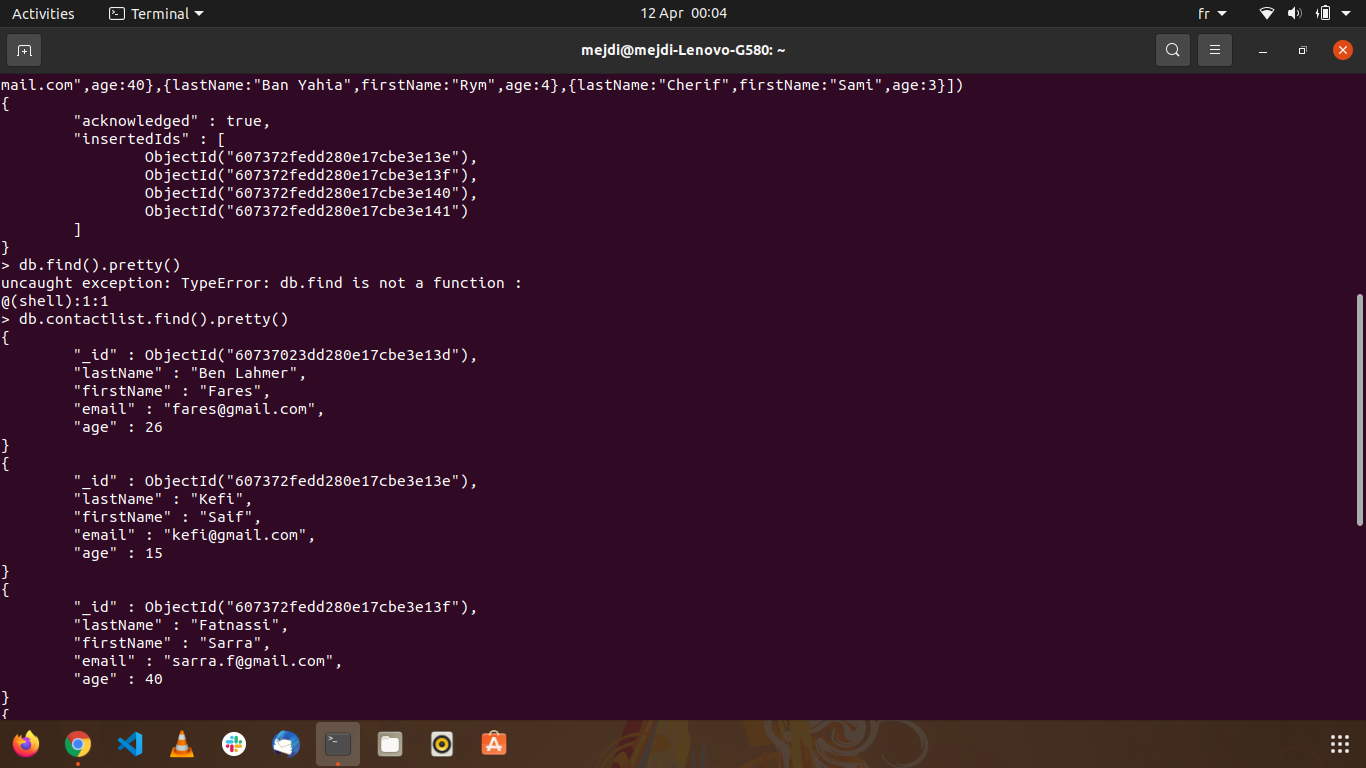 Activities Terminal 12 Apr 00:04 fr
mejdi@mejdi-Lenovo-G580: ~
mail.com",age:40},{lastName:"Ban Yahia",firstName:"Rym",age:4},{lastName:"Cherif",firstName:"Sami",age:3}])
{
"acknowledged" : true,
"insertedIds" : [
ObjectId("607372fedd280e17cbe3e13e"),
ObjectId("607372fedd280e17cbe3e13f"),
ObjectId("607372fedd280e17cbe3e140"),
ObjectId("607372fedd280e17cbe3e141")
]
}
> db.find().pretty()
uncaught exception: TypeError: db.find is not a function :
@(shell):1:1
> db.contactlist.find().pretty()
{
"_id" : ObjectId("60737023dd280e17cbe3e13d"),
"lastName" : "Ben Lahmer",
"firstName" : "Fares",
"email" : "fares@gmail.com",
"age" : 26
}
{
"_id" : ObjectId("607372fedd280e17cbe3e13e"),
"lastName" : "Kefi",
"firstName" : "Saif",
"email" : "kefi@gmail.com",
"age" : 15
}
{
"_id" : ObjectId("607372fedd280e17cbe3e13f"),
"lastName" : "Fatnassi",
"firstName" : "Sarra",
"email" : "sarra.f@gmail.com",
"age" : 40
}
{